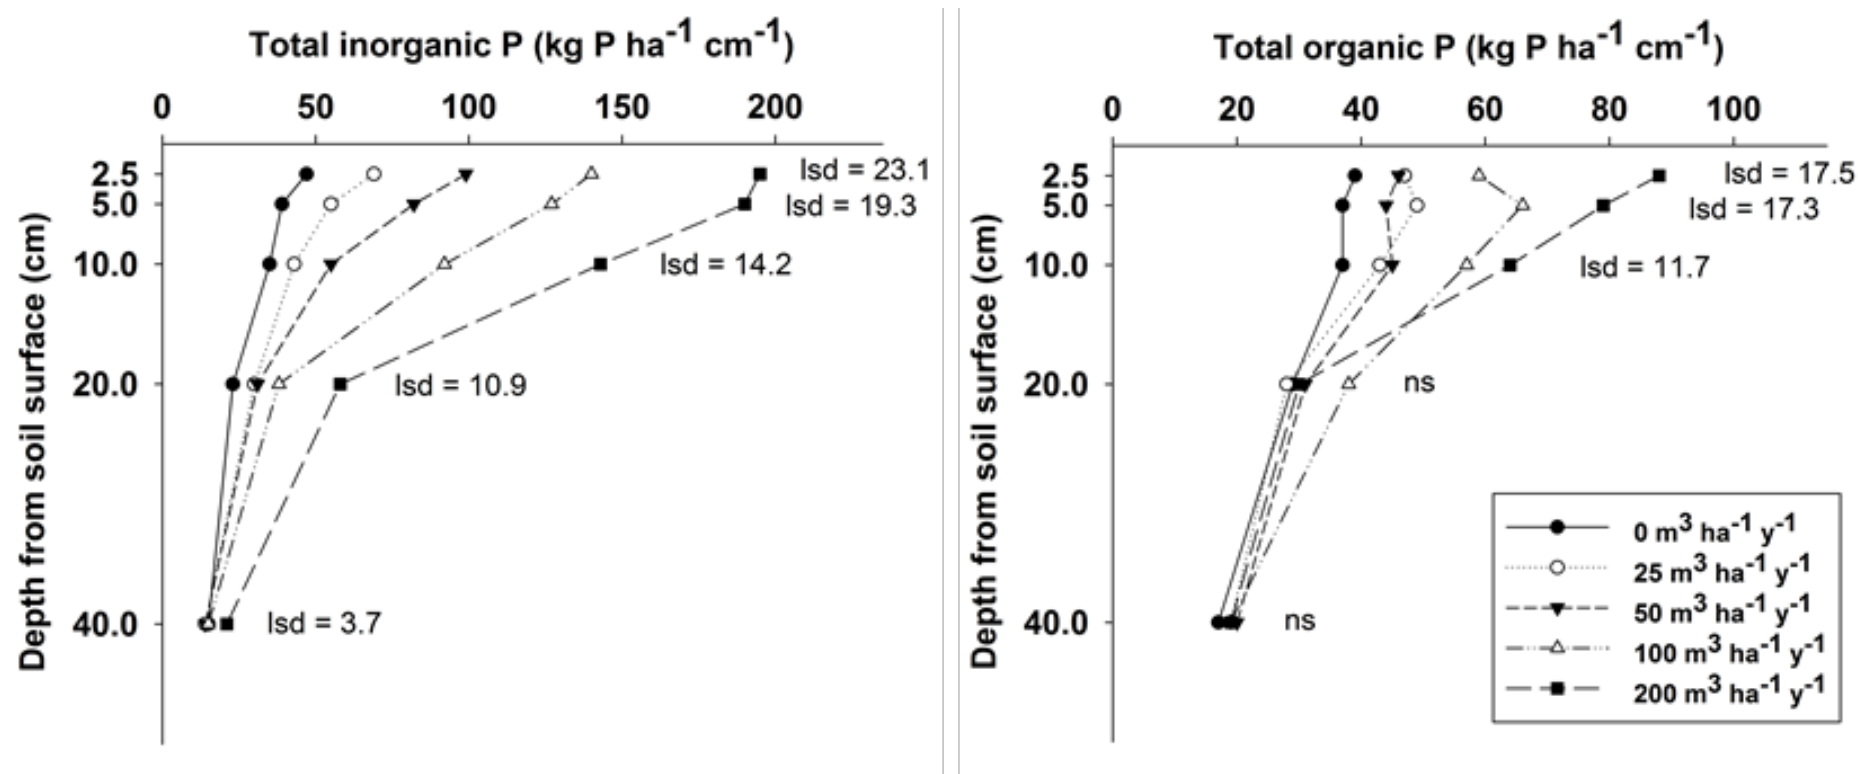 Total inorganic P (kg P ha⁻¹ cm⁻¹)
0 50 100 150 200
Depth from soil surface (cm)
2.5
5.0
10.0
20.0
40.0
lsd = 23.1
lsd = 19.3
lsd = 14.2
lsd = 10.9
lsd = 3.7
Total organic P (kg P ha⁻¹ cm⁻¹)
0 20 40 60 80 100
Depth from soil surface (cm)
2.5
5.0
10.0
20.0
40.0
lsd = 17.5
lsd = 17.3
lsd = 11.7
ns
ns
0 m³ ha⁻¹ y⁻¹
25 m³ ha⁻¹ y⁻¹
50 m³ ha⁻¹ y⁻¹
100 m³ ha⁻¹ y⁻¹
200 m³ ha⁻¹ y⁻¹